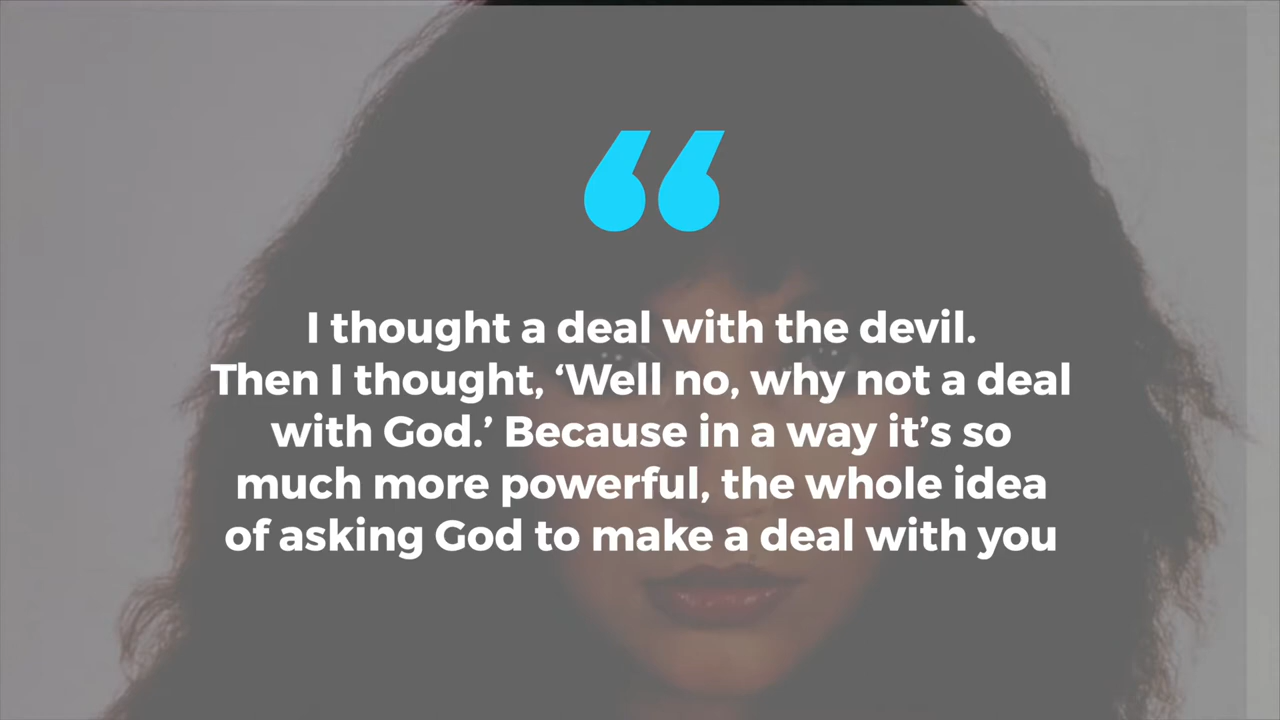 “
I thought a deal with the devil.
Then I thought, ‘Well no, why not a deal
with God.’ Because in a way it’s so
much more powerful, the whole idea
of asking God to make a deal with you